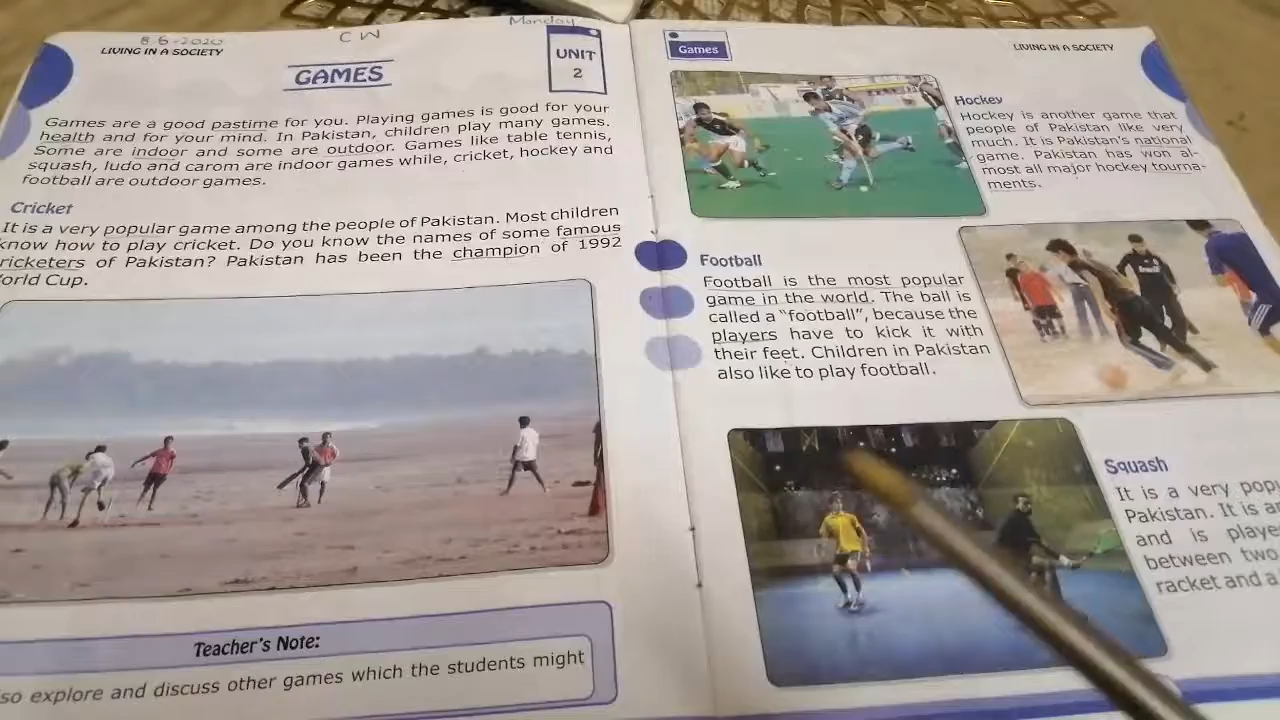 Monday
8-6-2020
CW
LIVING IN A SOCIETY
UNIT
2
GAMES
Games are a good pastime for you. Playing games is good for your
health and for your mind. In Pakistan, children play many games.
Some are indoor and some are outdoor. Games like table tennis,
squash, ludo and carom are indoor games while, cricket, hockey and
football are outdoor games.
Cricket
It is a very popular game among the people of Pakistan. Most children
know how to play cricket. Do you know the names of some famous
ricketers of Pakistan? Pakistan has been the champion of 1992
orld Cup.
Teacher's Note:
so explore and discuss other games which the students might
Games
LIVING IN A SOCIETY
Hockey
Hockey is another game that
people of Pakistan like very
much. It is Pakistan's national
game. Pakistan has won al-
most all major hockey tourna-
ments.
Football
Football is the most popular
game in the world. The ball is
called a "football", because the
players have to kick it with
their feet. Children in Pakistan
also like to play football.
Squash
It is a very pop
Pakistan. It is a
and is playe
between two
racket and a